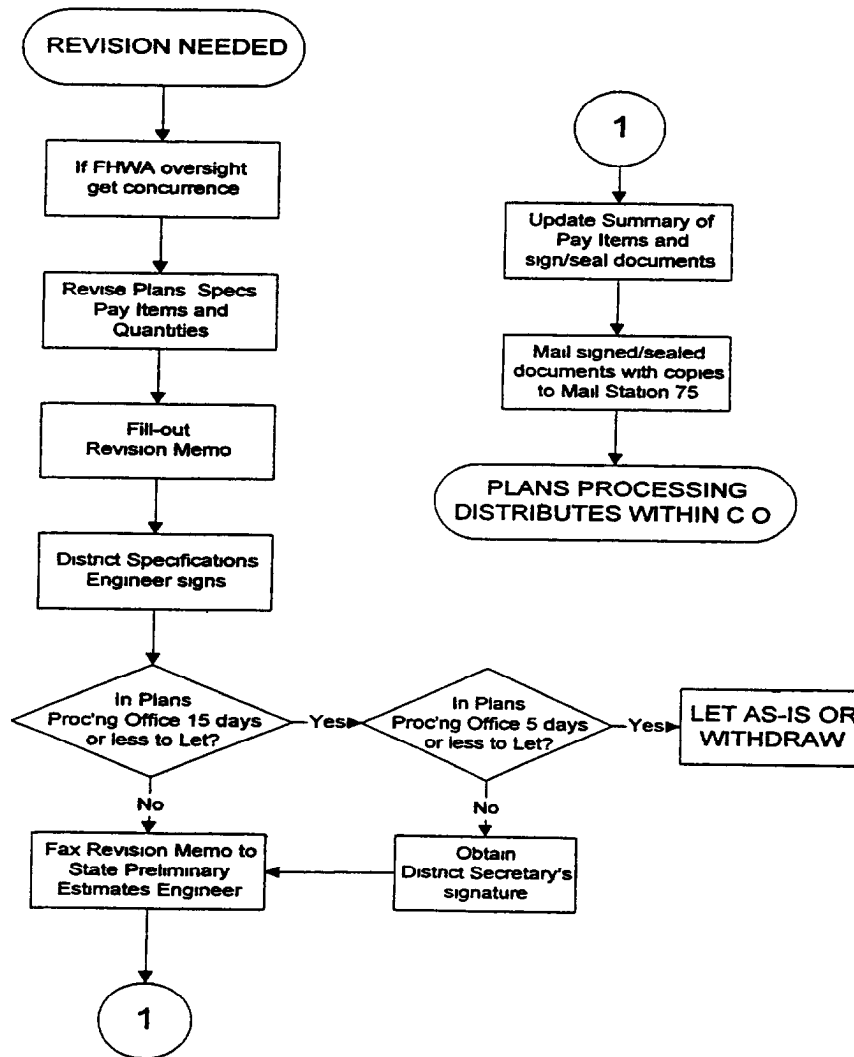 REVISION NEEDED
If FHWA oversight
get concurrence
Revise Plans Specs
Pay Items and
Quantities
Fill-out
Revision Memo
District Specifications
Engineer signs
In Plans
Proc'ng Office 15 days
or less to Let?
Yes
In Plans
Proc'ng Office 5 days
or less to Let?
Yes
LET AS-IS OR
WITHDRAW
No
No
Fax Revision Memo to
State Preliminary
Estimates Engineer
Obtain
District Secretary's
signature
1
1
Update Summary of
Pay Items and
sign/seal documents
Mail signed/sealed
documents with copies
to Mail Station 75
PLANS PROCESSING
DISTRIBUTES WITHIN C O